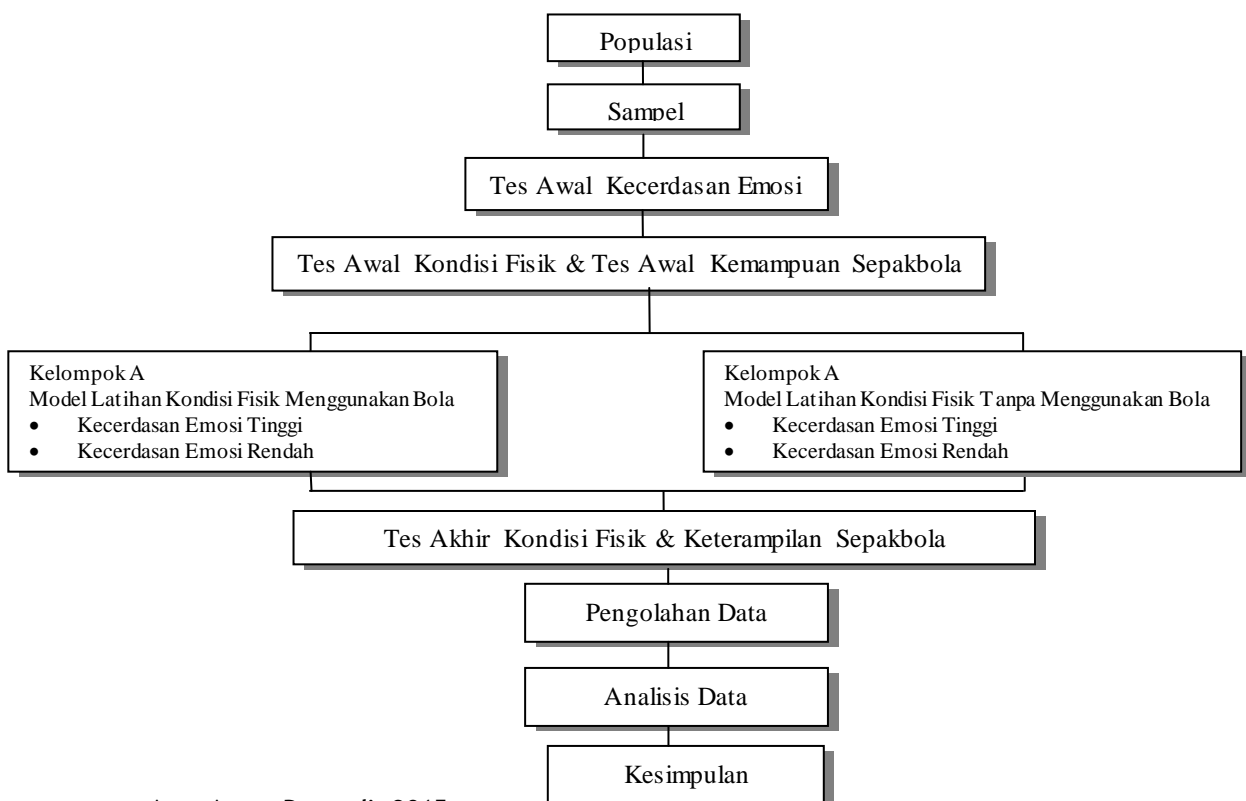 Populasi
Sampel
Tes Awal Kecerdasan Emosi
Tes Awal Kondisi Fisik & Tes Awal Kemampuan Sepakbola
Kelompok A
Model Latihan Kondisi Fisik Menggunakan Bola
• Kecerdasan Emosi Tinggi
• Kecerdasan Emosi Rendah
Kelompok A
Model Latihan Kondisi Fisik Tanpa Menggunakan Bola
• Kecerdasan Emosi Tinggi
• Kecerdasan Emosi Rendah
Tes Akhir Kondisi Fisik & Keterampilan Sepakbola
Pengolahan Data
Analisis Data
Kesimpulan